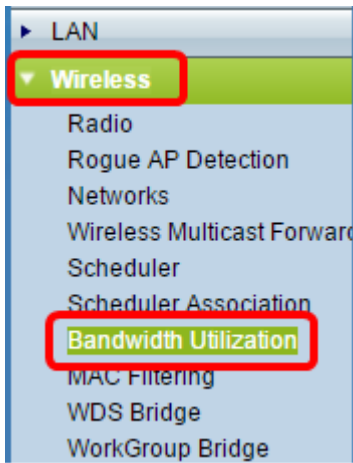 LAN
Wireless
Radio
Rogue AP Detection
Networks
Wireless Multicast Forward
Scheduler
Scheduler Association
Bandwidth Utilization
MAC Filtering
WDS Bridge
WorkGroup Bridge